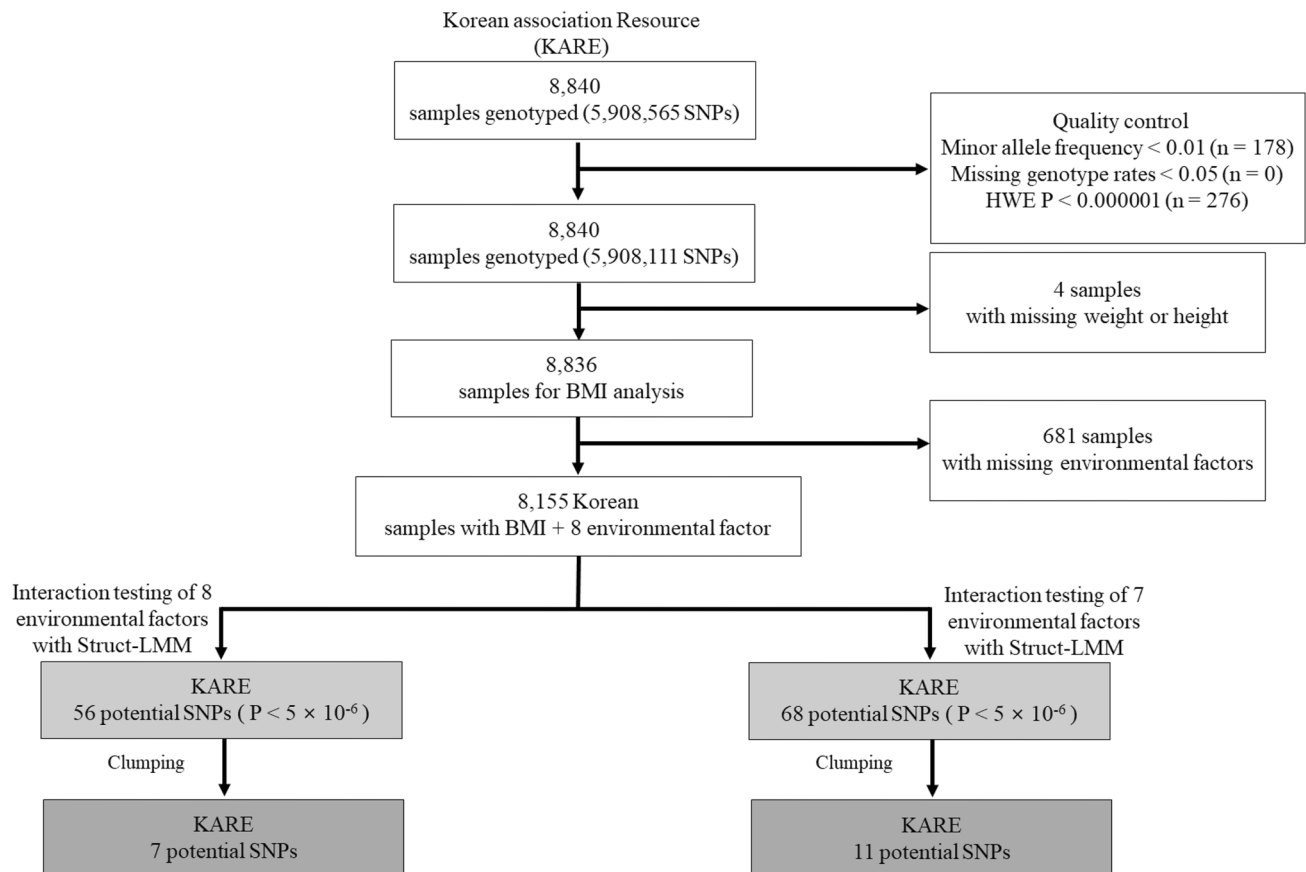 Korean association Resource
(KARE)
8,840
samples genotyped (5,908,565 SNPs)
Quality control
Minor allele frequency < 0.01 (n = 178)
Missing genotype rates < 0.05 (n = 0)
HWE P < 0.000001 (n = 276)
8,840
samples genotyped (5,908,111 SNPs)
4 samples
with missing weight or height
8,836
samples for BMI analysis
681 samples
with missing environmental factors
8,155 Korean
samples with BMI + 8 environmental factor
Interaction testing of 8
environmental factors
with Struct-LMM
KARE
56 potential SNPs ( P < 5 × 10⁻⁶ )
Clumping
KARE
7 potential SNPs
Interaction testing of 7
environmental factors
with Struct-LMM
KARE
68 potential SNPs ( P < 5 × 10⁻⁶ )
Clumping
KARE
11 potential SNPs